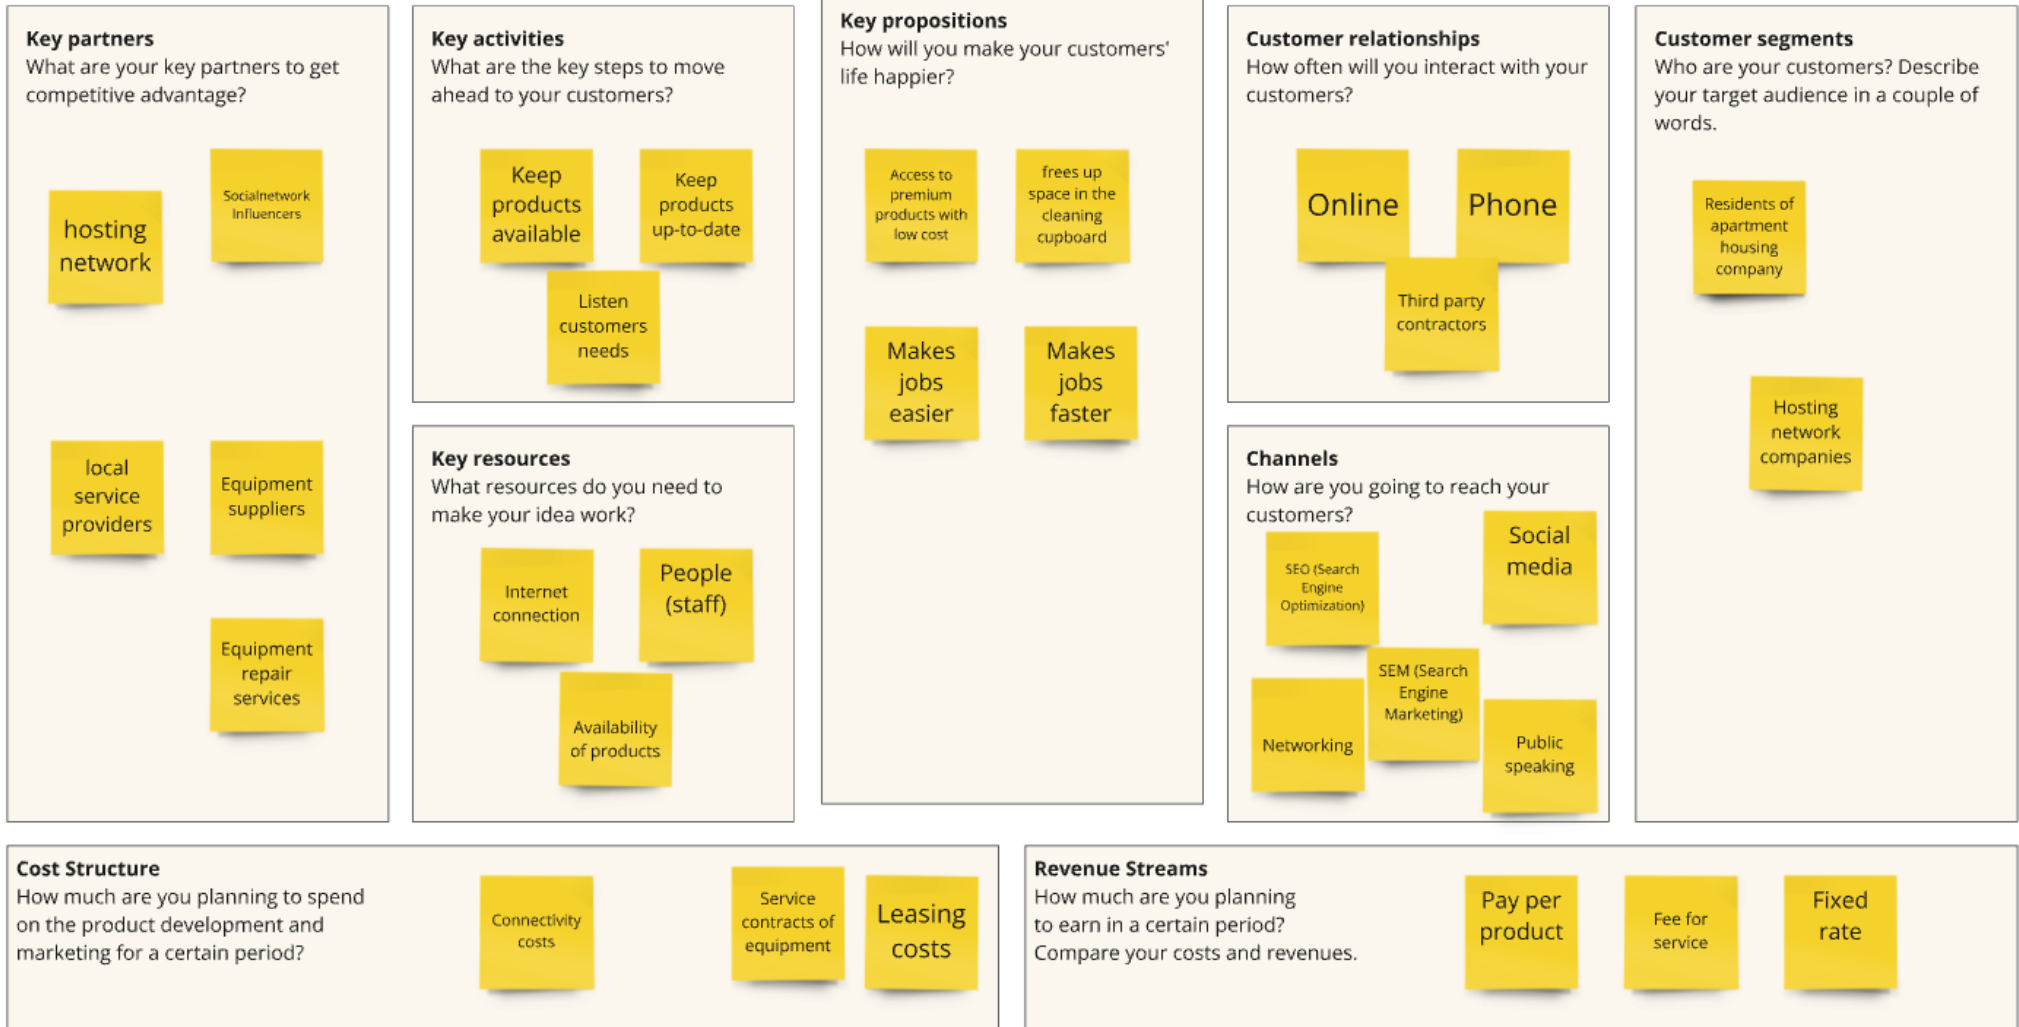 Key partners
What are your key partners to get
competitive advantage?
hosting
network
Socialnetwork
Influencers
local
service
providers
Equipment
suppliers
Equipment
repair
services
Key activities
What are the key steps to move
ahead to your customers?
Keep
products
available
Keep
products
up-to-date
Listen
customers
needs
Key resources
What resources do you need to
make your idea work?
Internet
connection
People
(staff)
Availability
of products
Key propositions
How will you make your customers'
life happier?
Access to
premium
products with
low cost
frees up
space in the
cleaning
cupboard
Makes
jobs
easier
Makes
jobs
faster
Customer relationships
How often will you interact with your
customers?
Online
Phone
Third party
contractors
Channels
How are you going to reach your
customers?
SEO (Search
Engine
Optimization)
Social
media
SEM (Search
Engine
Marketing)
Networking
Public
speaking
Customer segments
Who are your customers? Describe
your target audience in a couple of
words.
Residents of
apartment
housing
company
Hosting
network
companies
Cost Structure
How much are you planning to spend
on the product development and
marketing for a certain period?
Connectivity
costs
Service
contracts of
equipment
Leasing
costs
Revenue Streams
How much are you planning
to earn in a certain period?
Compare your costs and revenues.
Pay per
product
Fee for
service
Fixed
rate